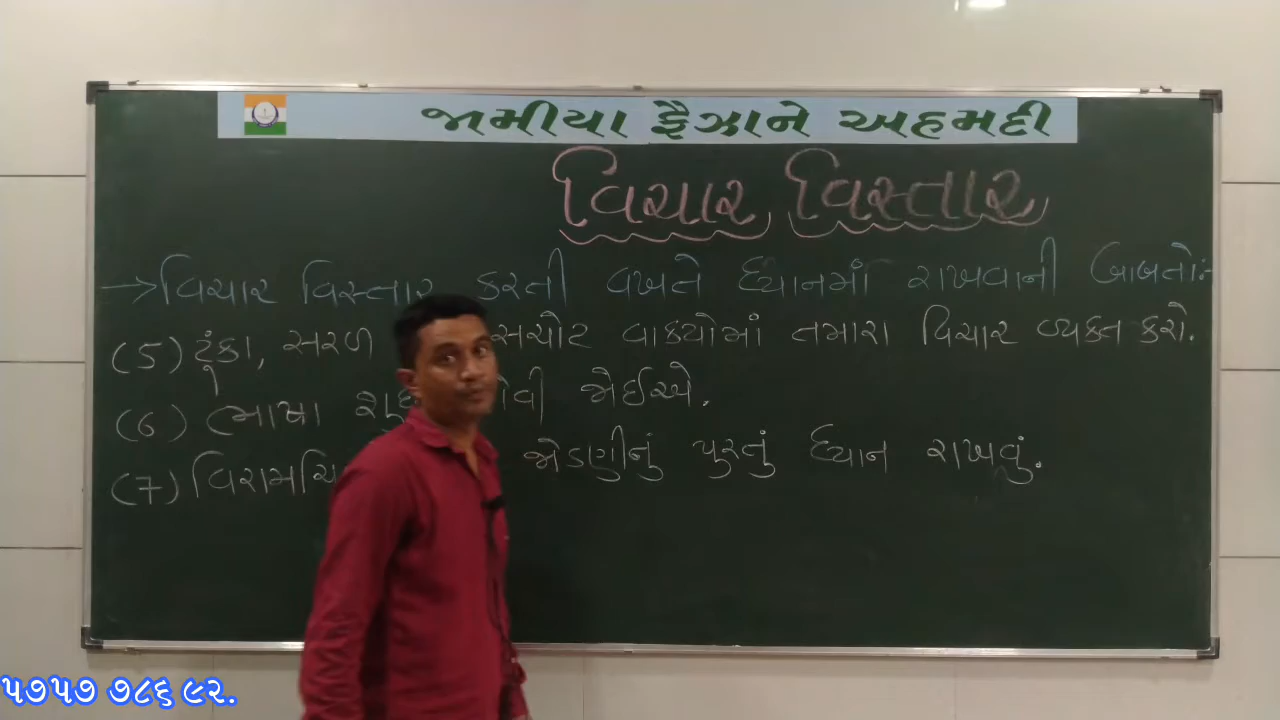 જામીયા ફૈઝાને અહમદી
વિચાર વિસ્તાર
→ વિચાર વિસ્તાર કરતી વખતે ધ્યાનમાં રાખવાની બાબતો:-
(5) ટૂંકા, સરળ સચોટ વાક્યોમાં તમારા વિચાર વ્યક્ત કરો.
(6) ભાષા જોઈએ.
(7) જોડણીનું પુરતું ધ્યાન રાખવું.
૫૭૫૭ ૭૮૬ ૯૨.